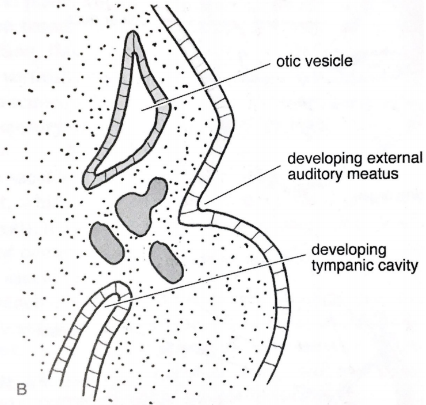 otic vesicle
developing external
auditory meatus
developing
tympanic cavity
B